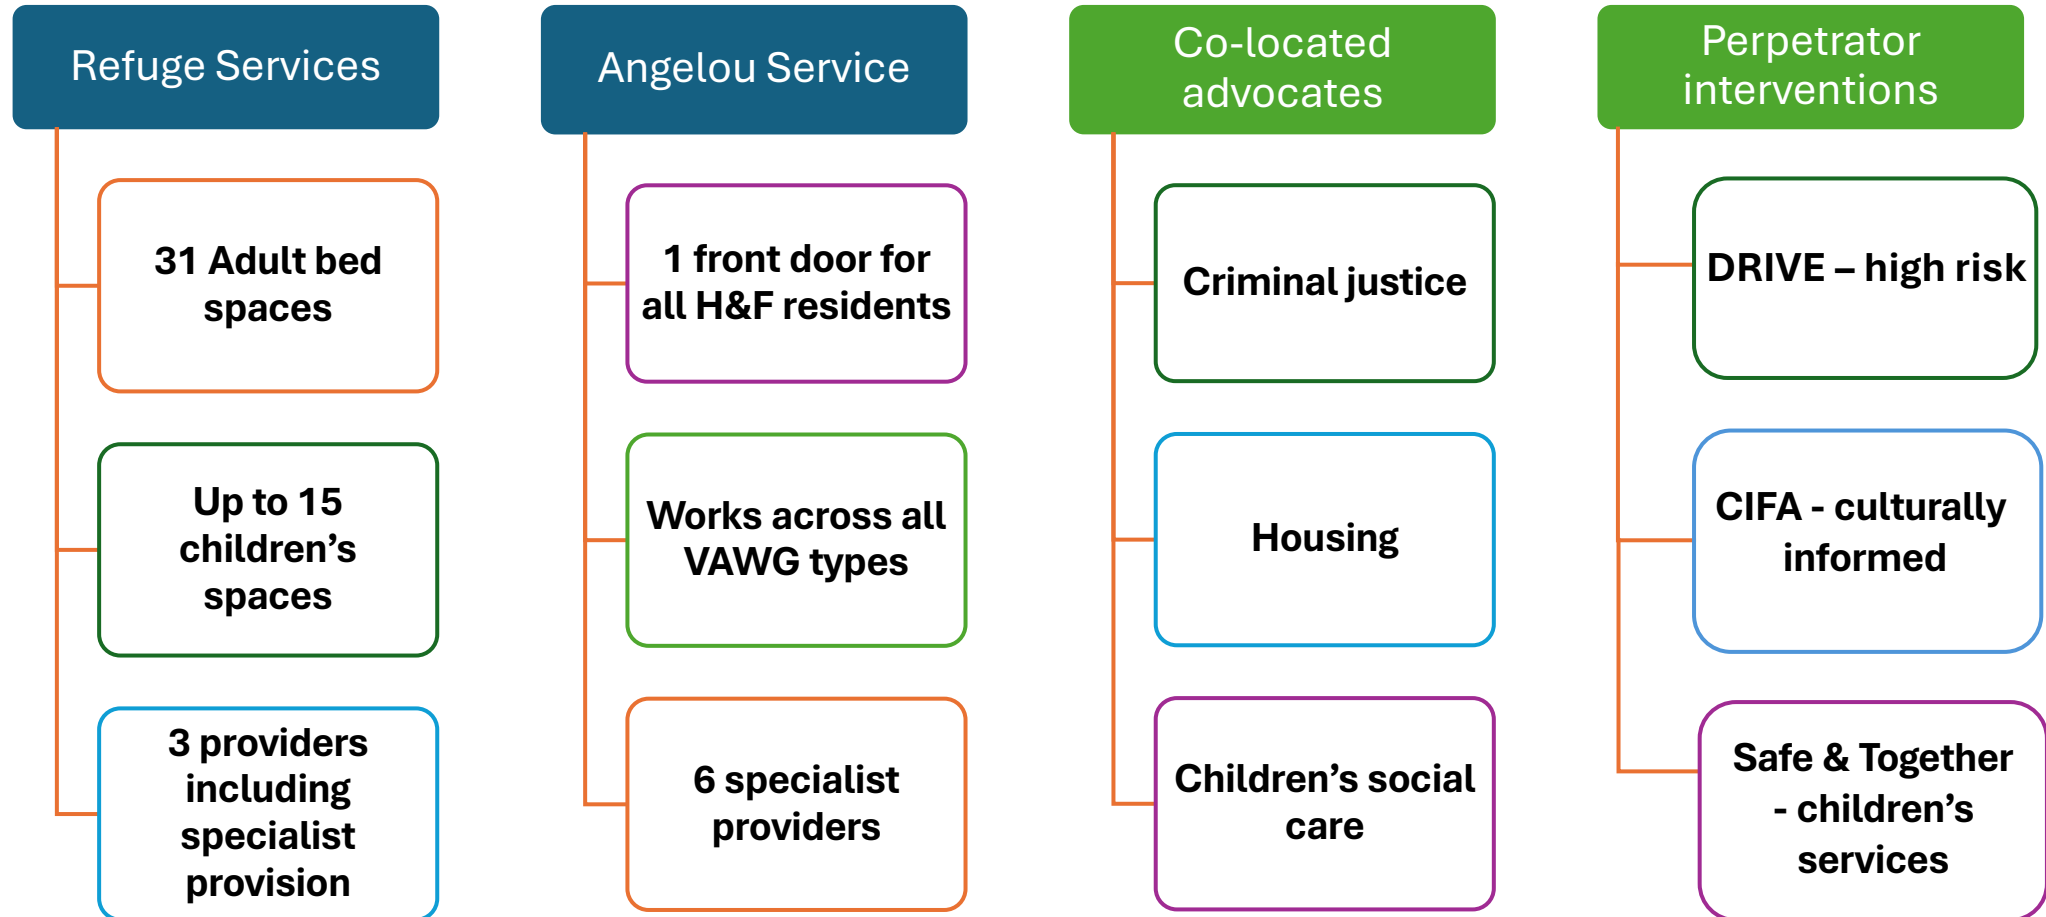 Refuge Services
31 Adult bed
spaces
Up to 15
children’s
spaces
3 providers
including
specialist
provision
Angelou Service
1 front door for
all H&F residents
Works across all
VAWG types
6 specialist
providers
Co-located
advocates
Criminal justice
Housing
Children’s social
care
Perpetrator
interventions
DRIVE – high risk
CIFA - culturally
informed
Safe & Together
- children’s
services